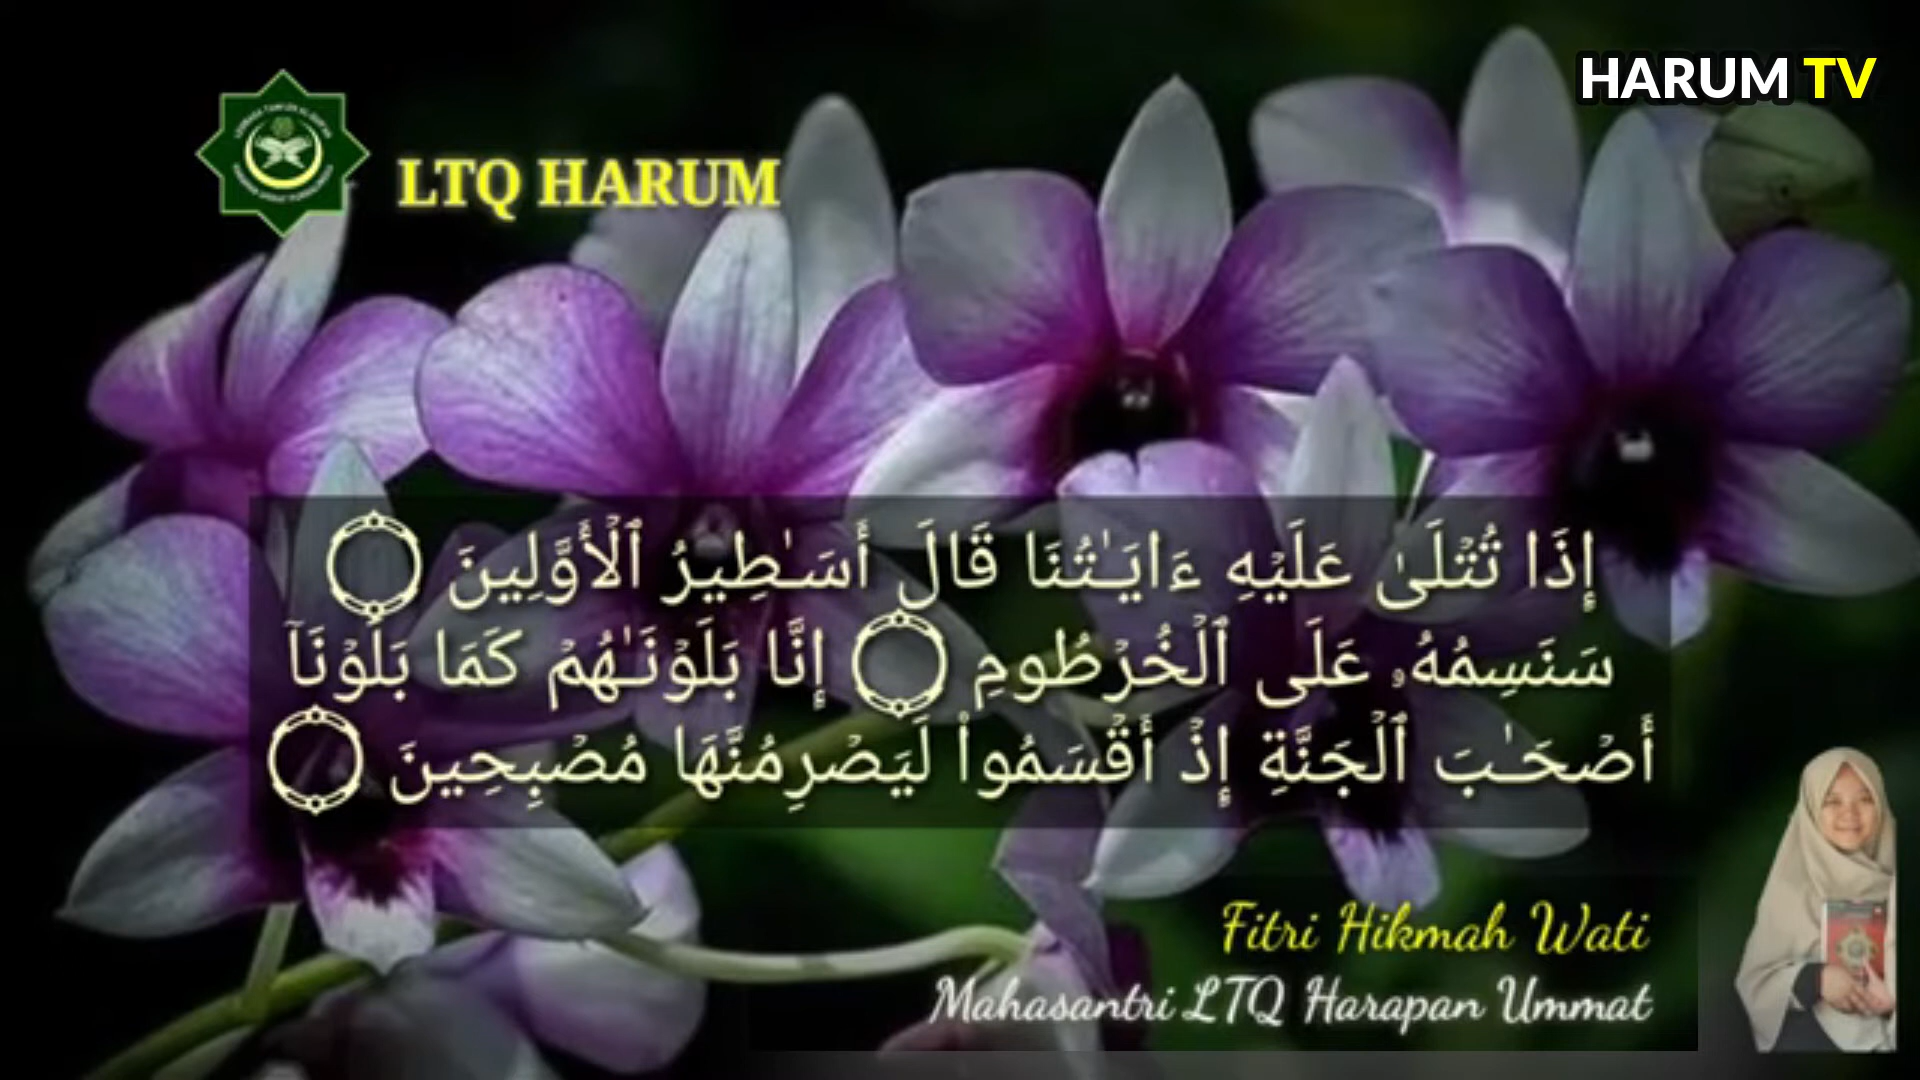 HARUM TV
LTQ HARUM
إِذَا تُتْلَىٰ عَلَيْهِ ءَايَـٰتُنَا قَالَ أَسَـٰطِيرُ ٱلْأَوَّلِينَ ۝
سَنَسِمُهُۥ عَلَى ٱلْخُرْطُومِ ۝ إِنَّا بَلَوْنَـٰهُمْ كَمَا بَلَوْنَآ
أَصْحَـٰبَ ٱلْجَنَّةِ إِذْ أَقْسَمُوا۟ لَيَصْرِمُنَّهَا مُصْبِحِينَ ۝
Fitri Hikmah Wati
Mahasantri LTQ Harapan Ummat